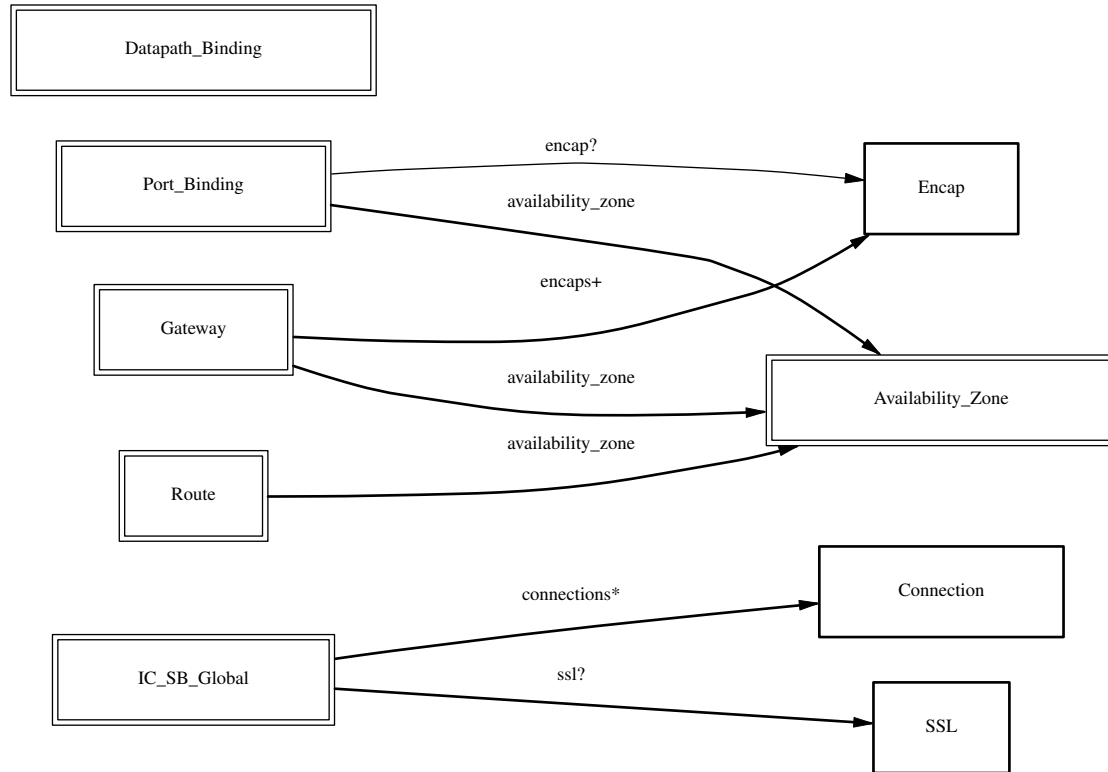 Datapath_Binding
encap?
Port_Binding
Encap
availability_zone
encaps+
Gateway
availability_zone
Availability_Zone
availability_zone
Route
connections*
Connection
IC_SB_Global
ssl?
SSL